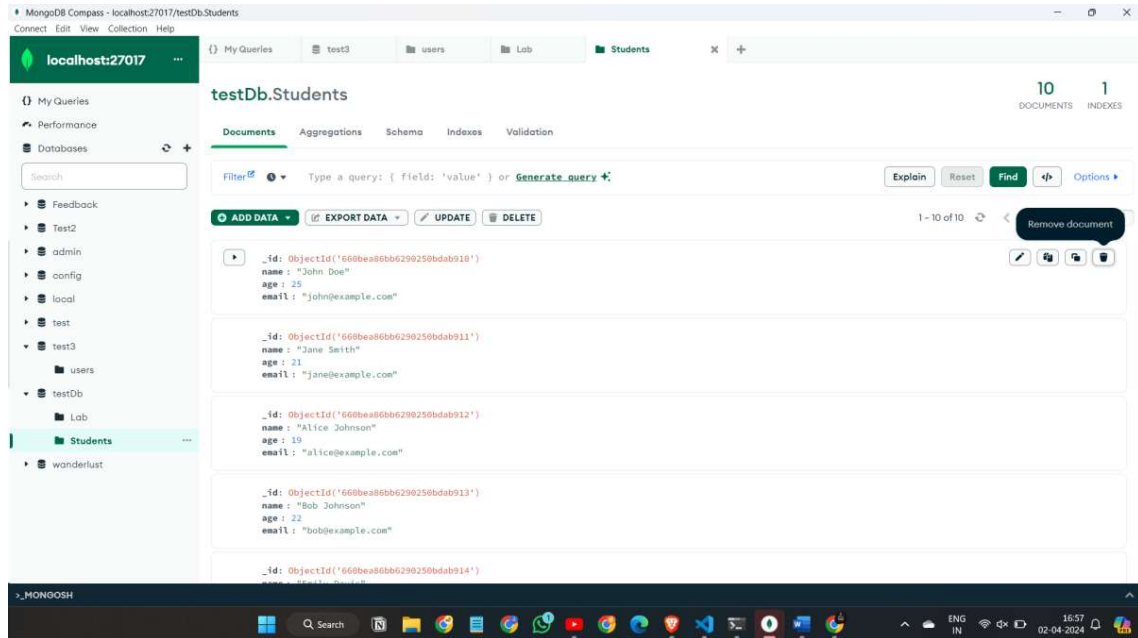 MongoDB Compass - localhost:27017/testDb.Students
Connect Edit View Collection Help
localhost:27017 ...
{} My Queries test3 users Lab Students
My Queries
Performance
Databases
Search
Feedback
Test2
admin
config
local
test
test3
users
testDb
Lab
Students ...
wanderlust
testDb.Students
10 1
DOCUMENTS INDEXES
Documents Aggregations Schema Indexes Validation
Filter Type a query: { field: 'value' } or Generate query Explain Reset Find </> Options
ADD DATA EXPORT DATA UPDATE DELETE 1 - 10 of 10
Remove document
_id: ObjectId('660bea86bb6290250bdab910')
name : "John Doe"
age : 25
email : "john@example.com"
_id: ObjectId('660bea86bb6290250bdab911')
name : "Jane Smith"
age : 21
email : "jane@example.com"
_id: ObjectId('660bea86bb6290250bdab912')
name : "Alice Johnson"
age : 19
email : "alice@example.com"
_id: ObjectId('660bea86bb6290250bdab913')
name : "Bob Johnson"
age : 22
email : "bob@example.com"
_id: ObjectId('660bea86bb6290250bdab914')
name : "Emily Davis"
>_MONGOSH
Search
ENG
IN
16:57
02-04-2024